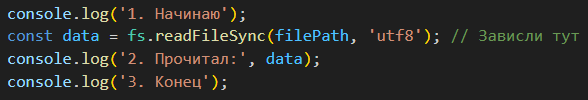 console.log('1. Начинаю');
const data = fs.readFileSync(filePath, 'utf8'); // Зависли тут
console.log('2. Прочитал:', data);
console.log('3. Конец');